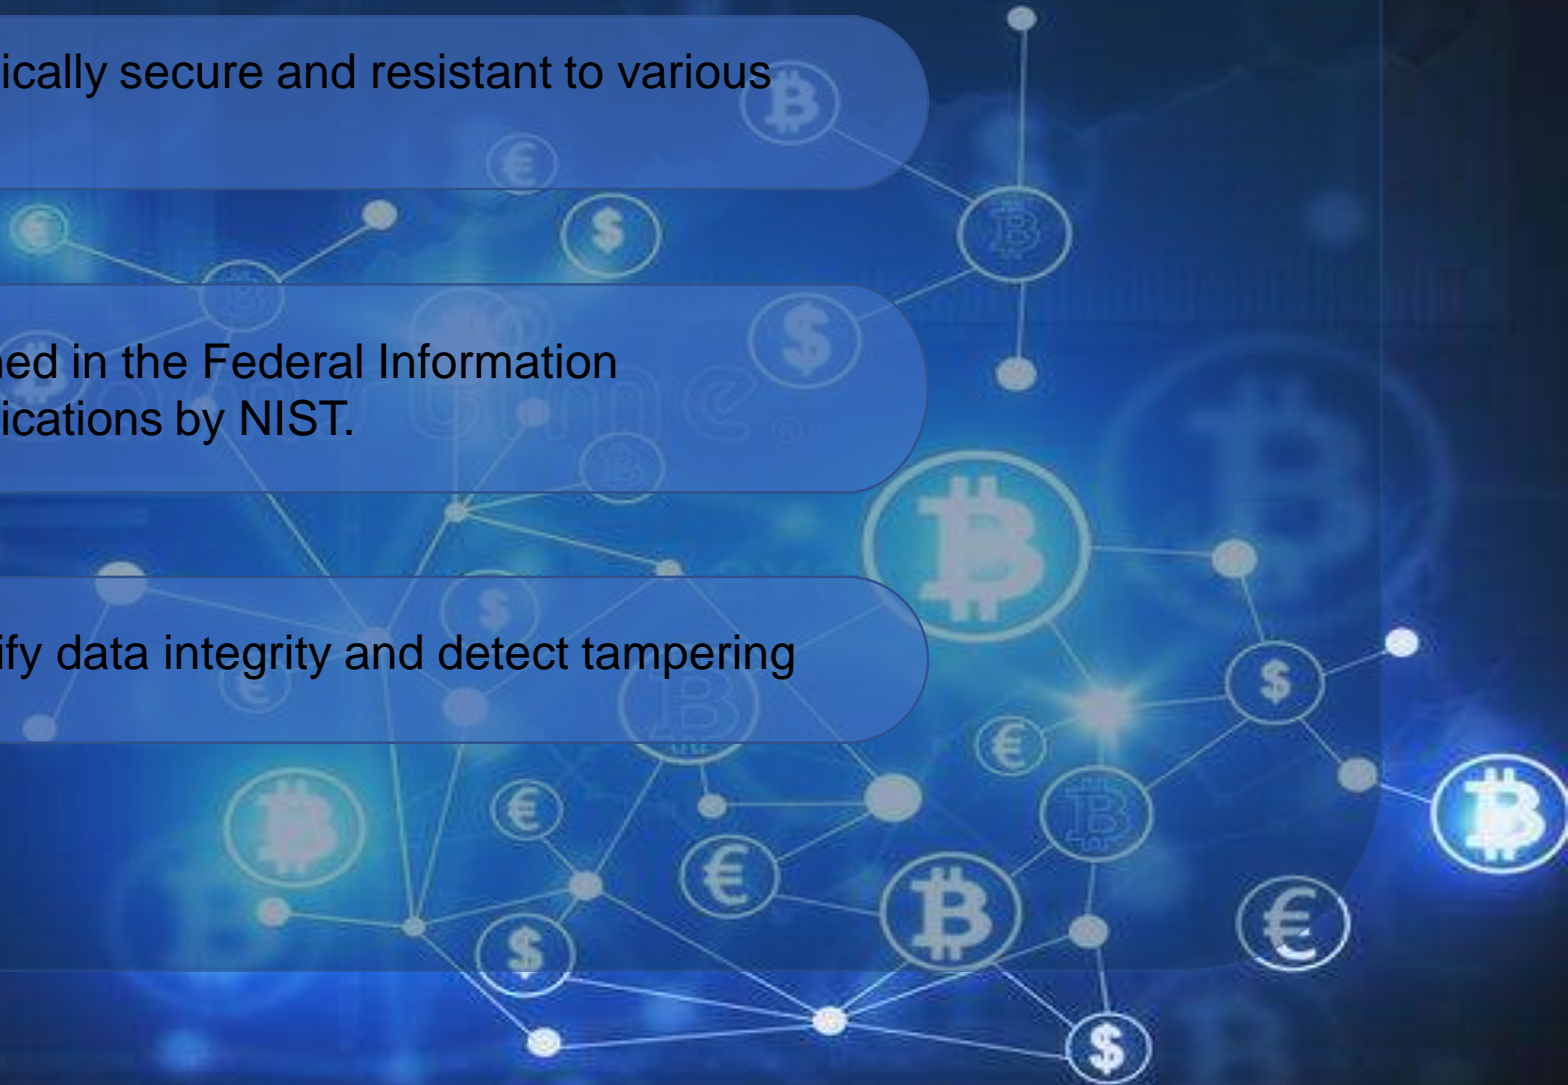 ically secure and resistant to various
ed in the Federal Information
ications by NIST.
ify data integrity and detect tampering